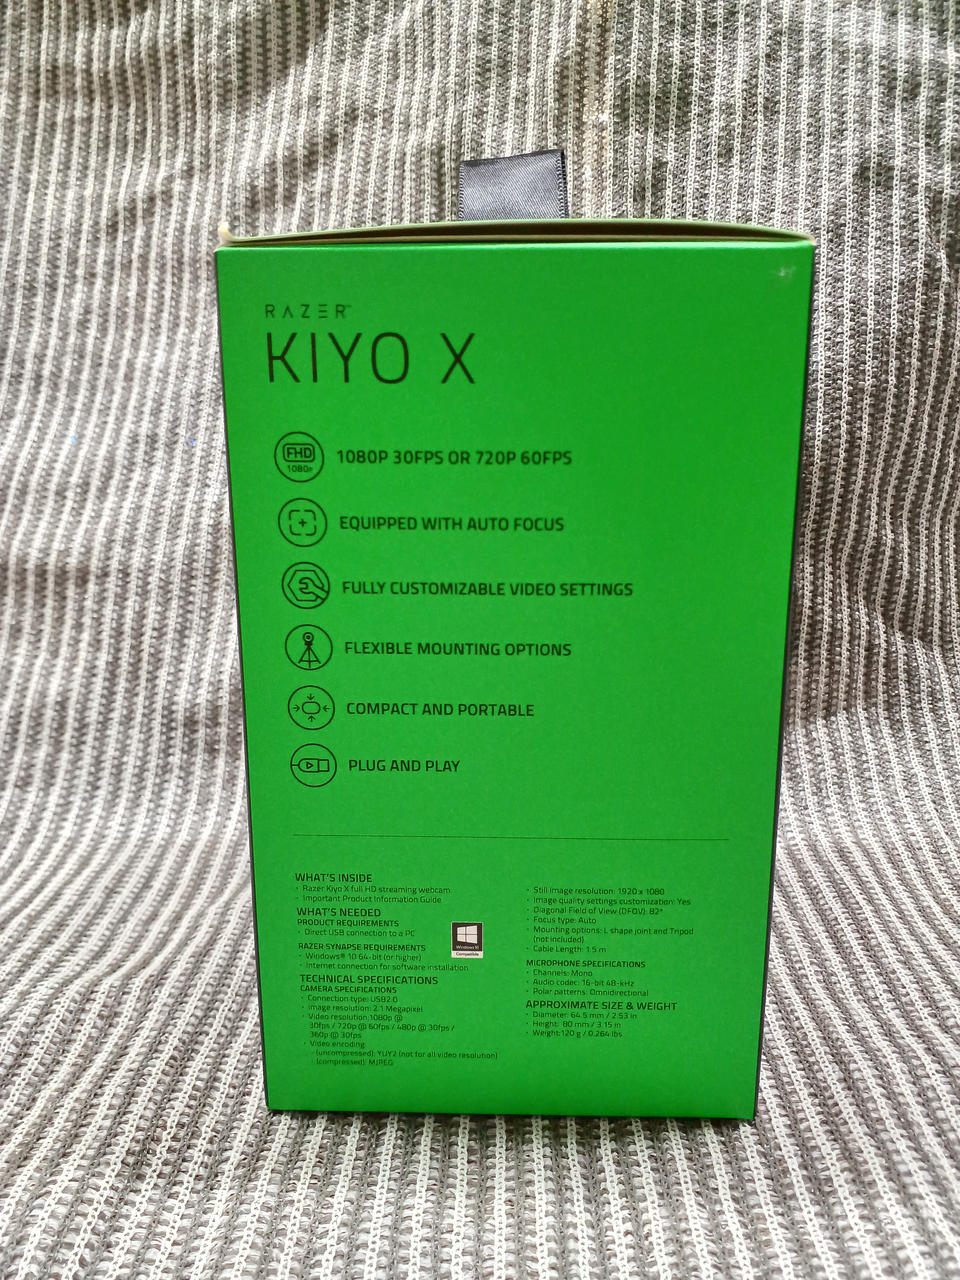 RAZER™
KIYO X
FHD
1080p
1080P 30FPS OR 720P 60FPS
EQUIPPED WITH AUTO FOCUS
FULLY CUSTOMIZABLE VIDEO SETTINGS
FLEXIBLE MOUNTING OPTIONS
COMPACT AND PORTABLE
PLUG AND PLAY
WHAT'S INSIDE
· Razer Kiyo X full HD streaming webcam
· Important Product Information Guide
WHAT'S NEEDED
PRODUCT REQUIREMENTS
· Direct USB connection to a PC
RAZER SYNAPSE REQUIREMENTS
· Windows® 10 64-bit (or higher)
· Internet connection for software installation
Windows 10
Compatible
TECHNICAL SPECIFICATIONS
CAMERA SPECIFICATIONS
· Connection type: USB2.0
· Image resolution: 2.1 Megapixel
· Video resolution: 1080p @
30fps / 720p @ 60fps / 480p @ 30fps /
360p @ 30fps
· Video encoding:
· (uncompressed): YUY2 (not for all video resolution)
· (compressed): MJPEG
· Still image resolution: 1920 x 1080
· Image quality settings customization: Yes
· Diagonal Field of View (DFOV): 82°
· Focus type: Auto
· Mounting options: L shape joint and Tripod
(not included)
· Cable Length: 1.5 m
MICROPHONE SPECIFICATIONS
· Channels: Mono
· Audio codec: 16-bit 48-kHz
· Polar patterns: Omnidirectional
APPROXIMATE SIZE & WEIGHT
· Diameter: 64.5 mm / 2.53 in
· Height: 80 mm / 3.15 in
· Weight: 120 g / 0.264 lbs